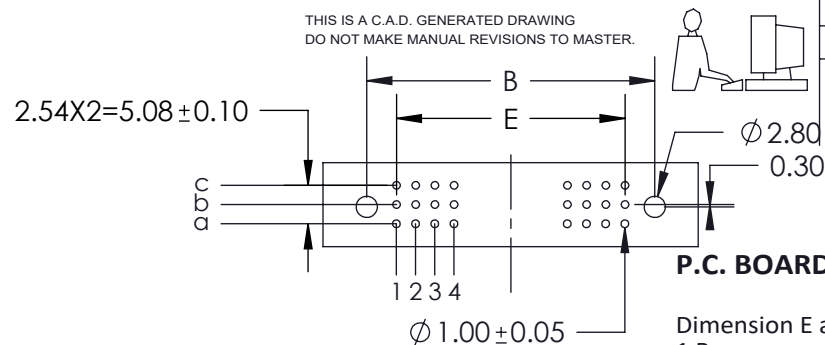 THIS IS A C.A.D. GENERATED DRAWING
DO NOT MAKE MANUAL REVISIONS TO MASTER.
B
2.54X2=5.08±0.10
E
Ø2.80
0.30
c
b
a
P.C. BOARD
1 2 3 4
Dimension E
Ø1.00±0.05